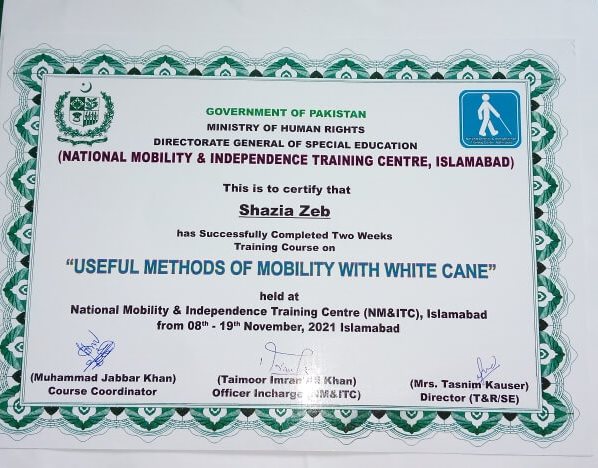 GOVERNMENT OF PAKISTAN
MINISTRY OF HUMAN RIGHTS
DIRECTORATE GENERAL OF SPECIAL EDUCATION
(NATIONAL MOBILITY & INDEPENDENCE TRAINING CENTRE, ISLAMABAD)
This is to certify that
Shazia Zeb
has Successfully Completed Two Weeks
Training Course on
"USEFUL METHODS OF MOBILITY WITH WHITE CANE"
held at
National Mobility & Independence Training Centre (NM&ITC), Islamabad
from 08th - 19th November, 2021 Islamabad
(Muhammad Jabbar Khan)
Course Coordinator
(Taimoor Imran Khan)
Officer Incharge (NM&ITC)
(Mrs. Tasnim Kauser)
Director (T&R/SE)